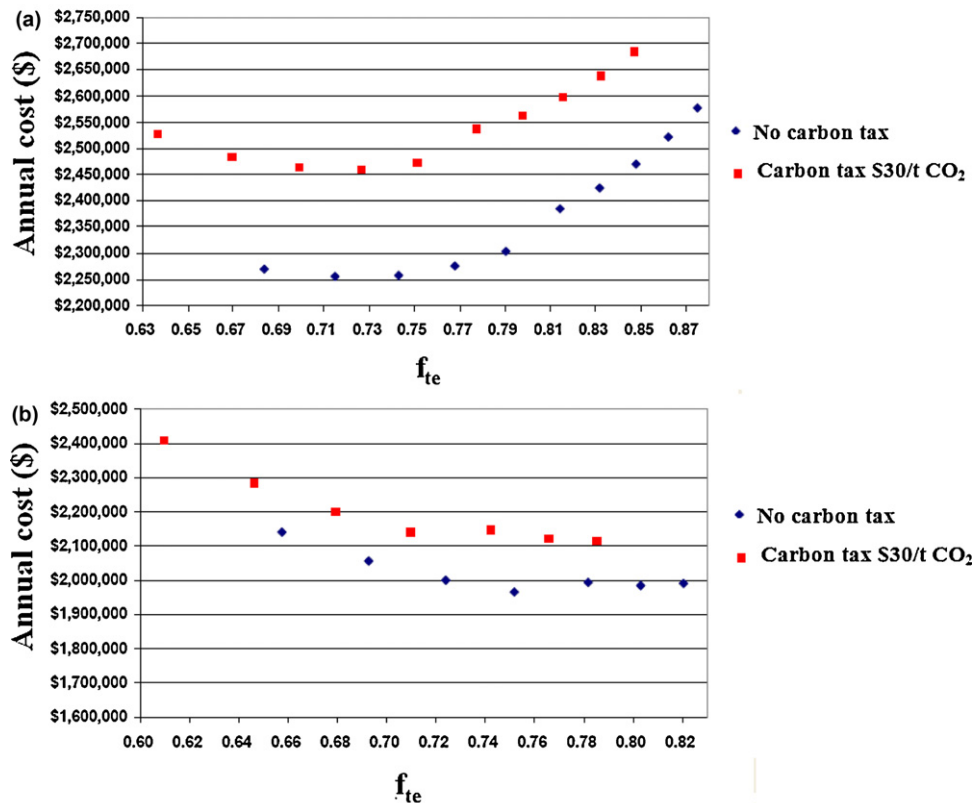 (a)
$2,750,000
$2,700,000
$2,650,000
$2,600,000
$2,550,000
$2,500,000
$2,450,000
$2,400,000
$2,350,000
$2,300,000
$2,250,000
$2,200,000
Annual cost ($)
0.63 0.65 0.67 0.69 0.71 0.73 0.75 0.77 0.79 0.81 0.83 0.85 0.87
fte
No carbon tax
Carbon tax S30/t CO2
(b)
$2,500,000
$2,400,000
$2,300,000
$2,200,000
$2,100,000
$2,000,000
$1,900,000
$1,800,000
$1,700,000
$1,600,000
Annual cost ($)
0.60 0.62 0.64 0.66 0.68 0.70 0.72 0.74 0.76 0.78 0.80 0.82
fte
No carbon tax
Carbon tax S30/t CO2